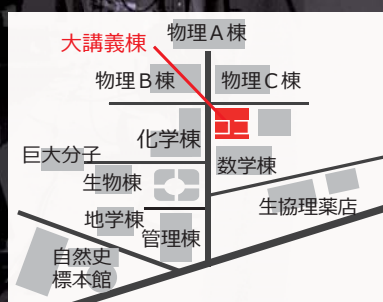 物理A棟
大講義棟
物理B棟
物理C棟
化学棟
巨大分子
数学棟
生物棟
生協理薬店
地学棟
管理棟
自然史
標本館